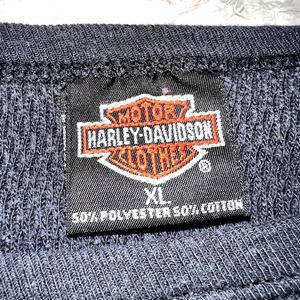 MOTOR
HARLEY-DAVIDSON
CLOTHES
®
XL
50% POLYESTER 50% COTTON